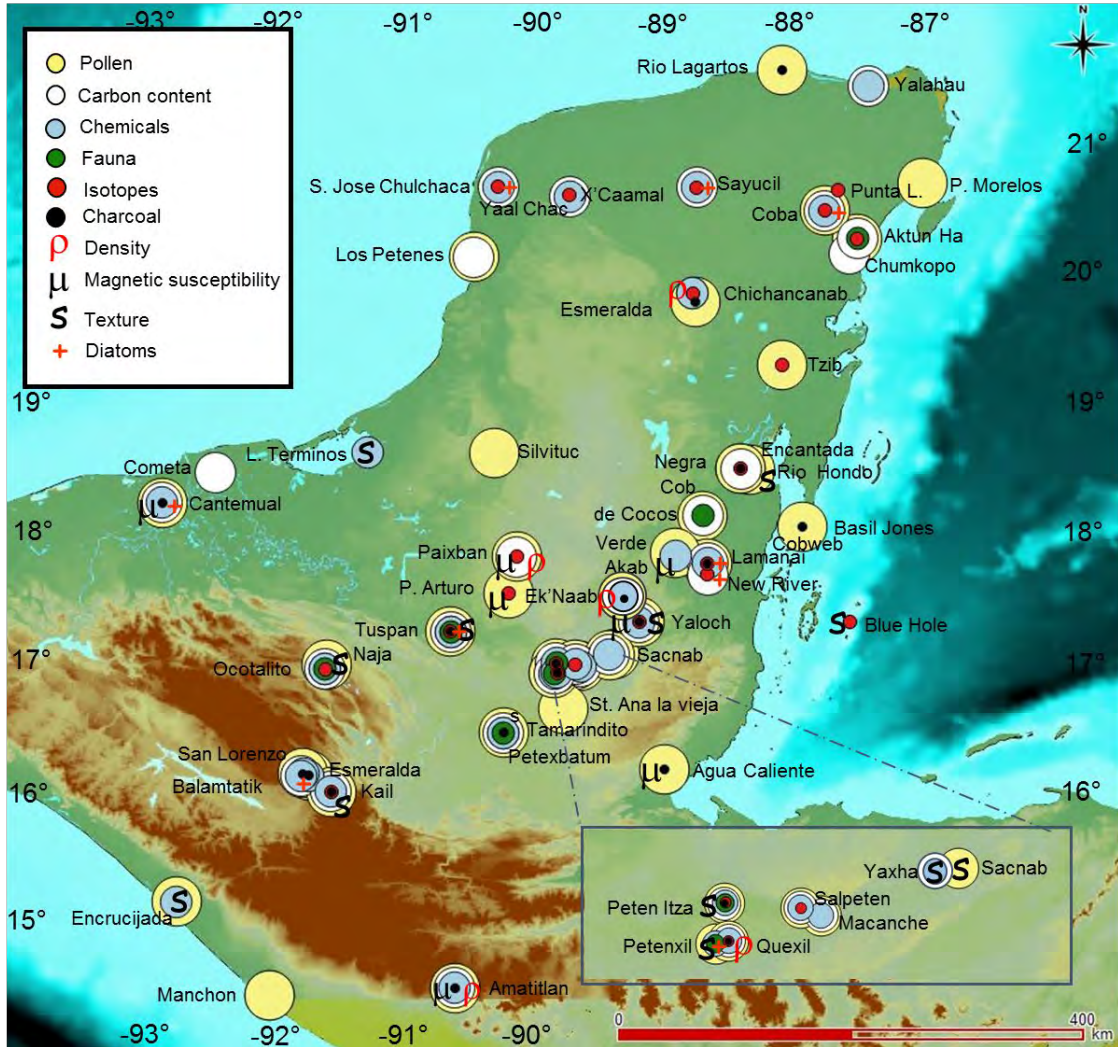 -93° -92° -91° -90° -89° -88° -87°
N
Pollen
Carbon content
Chemicals
Fauna
Isotopes
Charcoal
ρ Density
μ Magnetic susceptibility
S Texture
Diatoms
Rio Lagartos
Yalahau
21°
S. Jose Chulchaca
Yaal Chac
X'Caamal
Sayucil
Punta L.
P. Morelos
Coba
Aktun Ha
Los Petenes
Chumkopo
20°
ρ
Chichancanab
Esmeralda
Tzib
19° 19°
L. Terminos
S
Silvituc
Cometa
Negra
Encantada
Rio Hondo
S
Cantemual
μ
Cob
de Cocos
18° 18°
Basil Jones
Cobweb
Verde
μ
Lamanai
Akab
New River
Paixban
μ ρ
P. Arturo
μ
Ek'Naab
ρ
μ S
Yaloch
S
Blue Hole
Tuspan
S
Naja
Ocotalito
S
17° 17°
Sacnab
St. Ana la vieja
s
Tamarindito
Petexbatum
San Lorenzo
Esmeralda
Balamtatik
Kail
S
μ
Agua Caliente
16° 16°
Yaxha
S S
Sacnab
Peten Itza
S
Salpeten
Macanche
Petenxil
S ρ
Quexil
15°
Encrucijada
S
Manchon
μ ρ
Amatitlan
0 400
km
-93° -92° -91° -90°